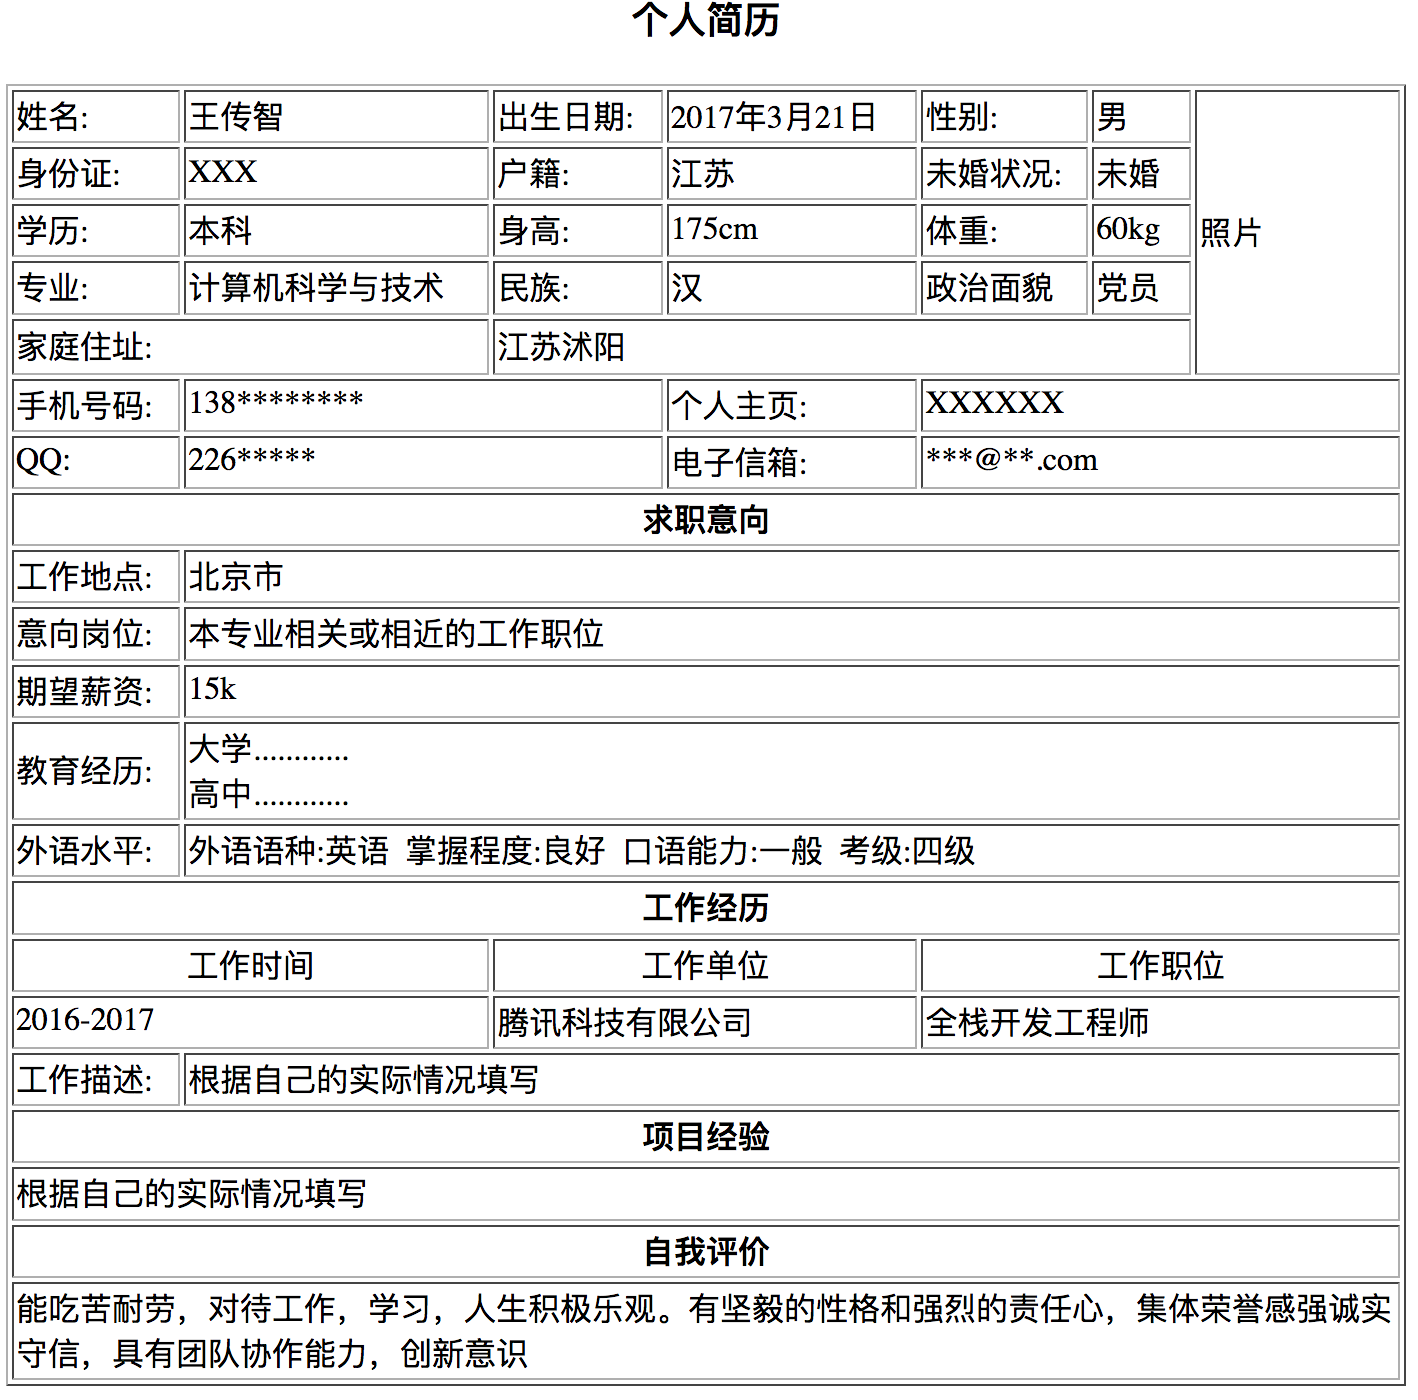 个人简历
姓名: 王传智 出生日期: 2017年3月21日 性别: 男
身份证: XXX 户籍: 江苏 未婚状况: 未婚
照片
学历: 本科 身高: 175cm 体重: 60kg
专业: 计算机科学与技术 民族: 汉 政治面貌 党员
家庭住址: 江苏沭阳
手机号码: 138******** 个人主页: XXXXXX
QQ: 226***** 电子信箱: ***@**.com
求职意向
工作地点: 北京市
意向岗位: 本专业相关或相近的工作职位
期望薪资: 15k
教育经历: 大学............
高中............
外语水平: 外语语种:英语 掌握程度:良好 口语能力:一般 考级:四级
工作经历
工作时间 工作单位 工作职位
2016-2017 腾讯科技有限公司 全栈开发工程师
工作描述: 根据自己的实际情况填写
项目经验
根据自己的实际情况填写
自我评价
能吃苦耐劳，对待工作，学习，人生积极乐观。有坚毅的性格和强烈的责任心，集体荣誉感强诚实
守信，具有团队协作能力，创新意识